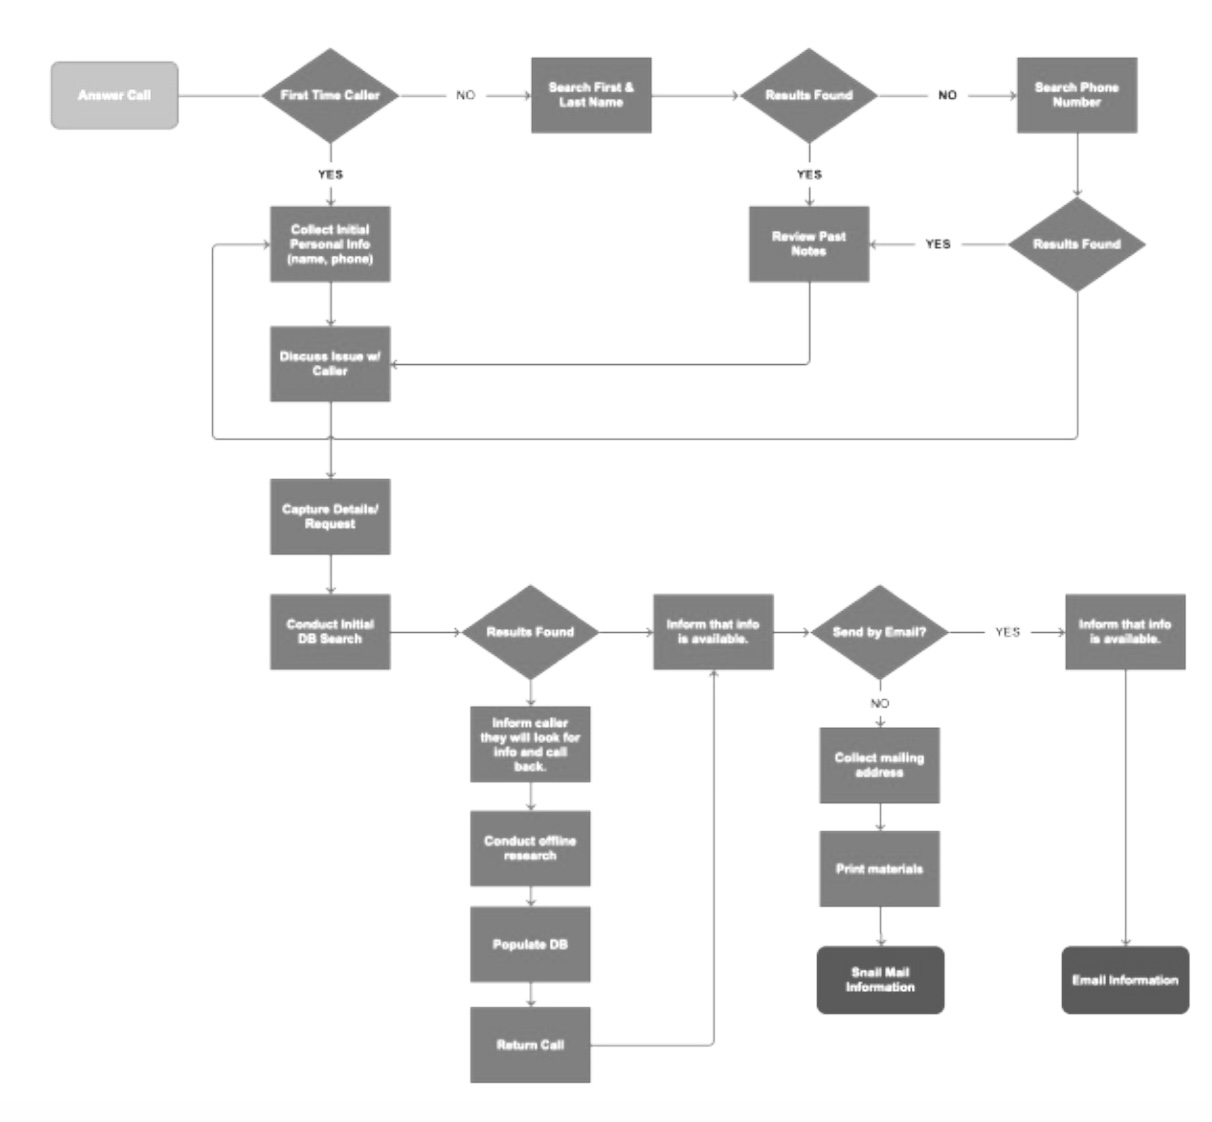 Answer Call
First Time Caller
NO
Search First &
Last Name
Results Found
NO
Search Phone
Number
YES
YES
Collect Initial
Personal Info
(name, phone)
Review Past
Notes
YES
Results Found
Discuss Issue w/
Caller
Capture Details/
Request
Conduct Initial
DB Search
Results Found
Inform that info
is available.
Send by Email?
YES
Inform that info
is available.
NO
Inform caller
they will look for
info and call
back.
Collect mailing
address
Conduct offline
research
Print materials
Populate DB
Snail Mail
Information
Email Information
Return Call